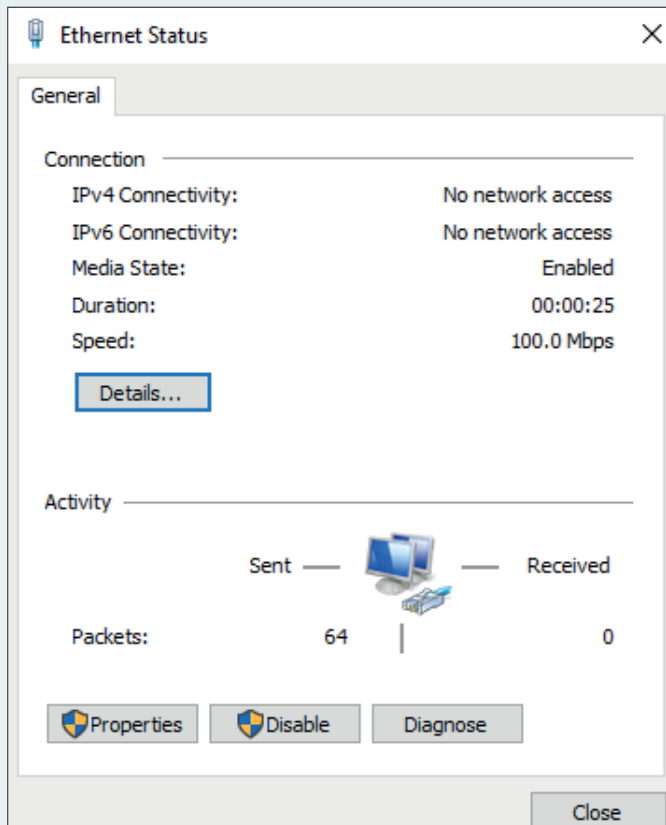 Ethernet Status
General
Connection
IPv4 Connectivity: No network access
IPv6 Connectivity: No network access
Media State: Enabled
Duration: 00:00:25
Speed: 100.0 Mbps
Details...
Activity
Sent Received
Packets: 64 0
Properties Disable Diagnose
Close